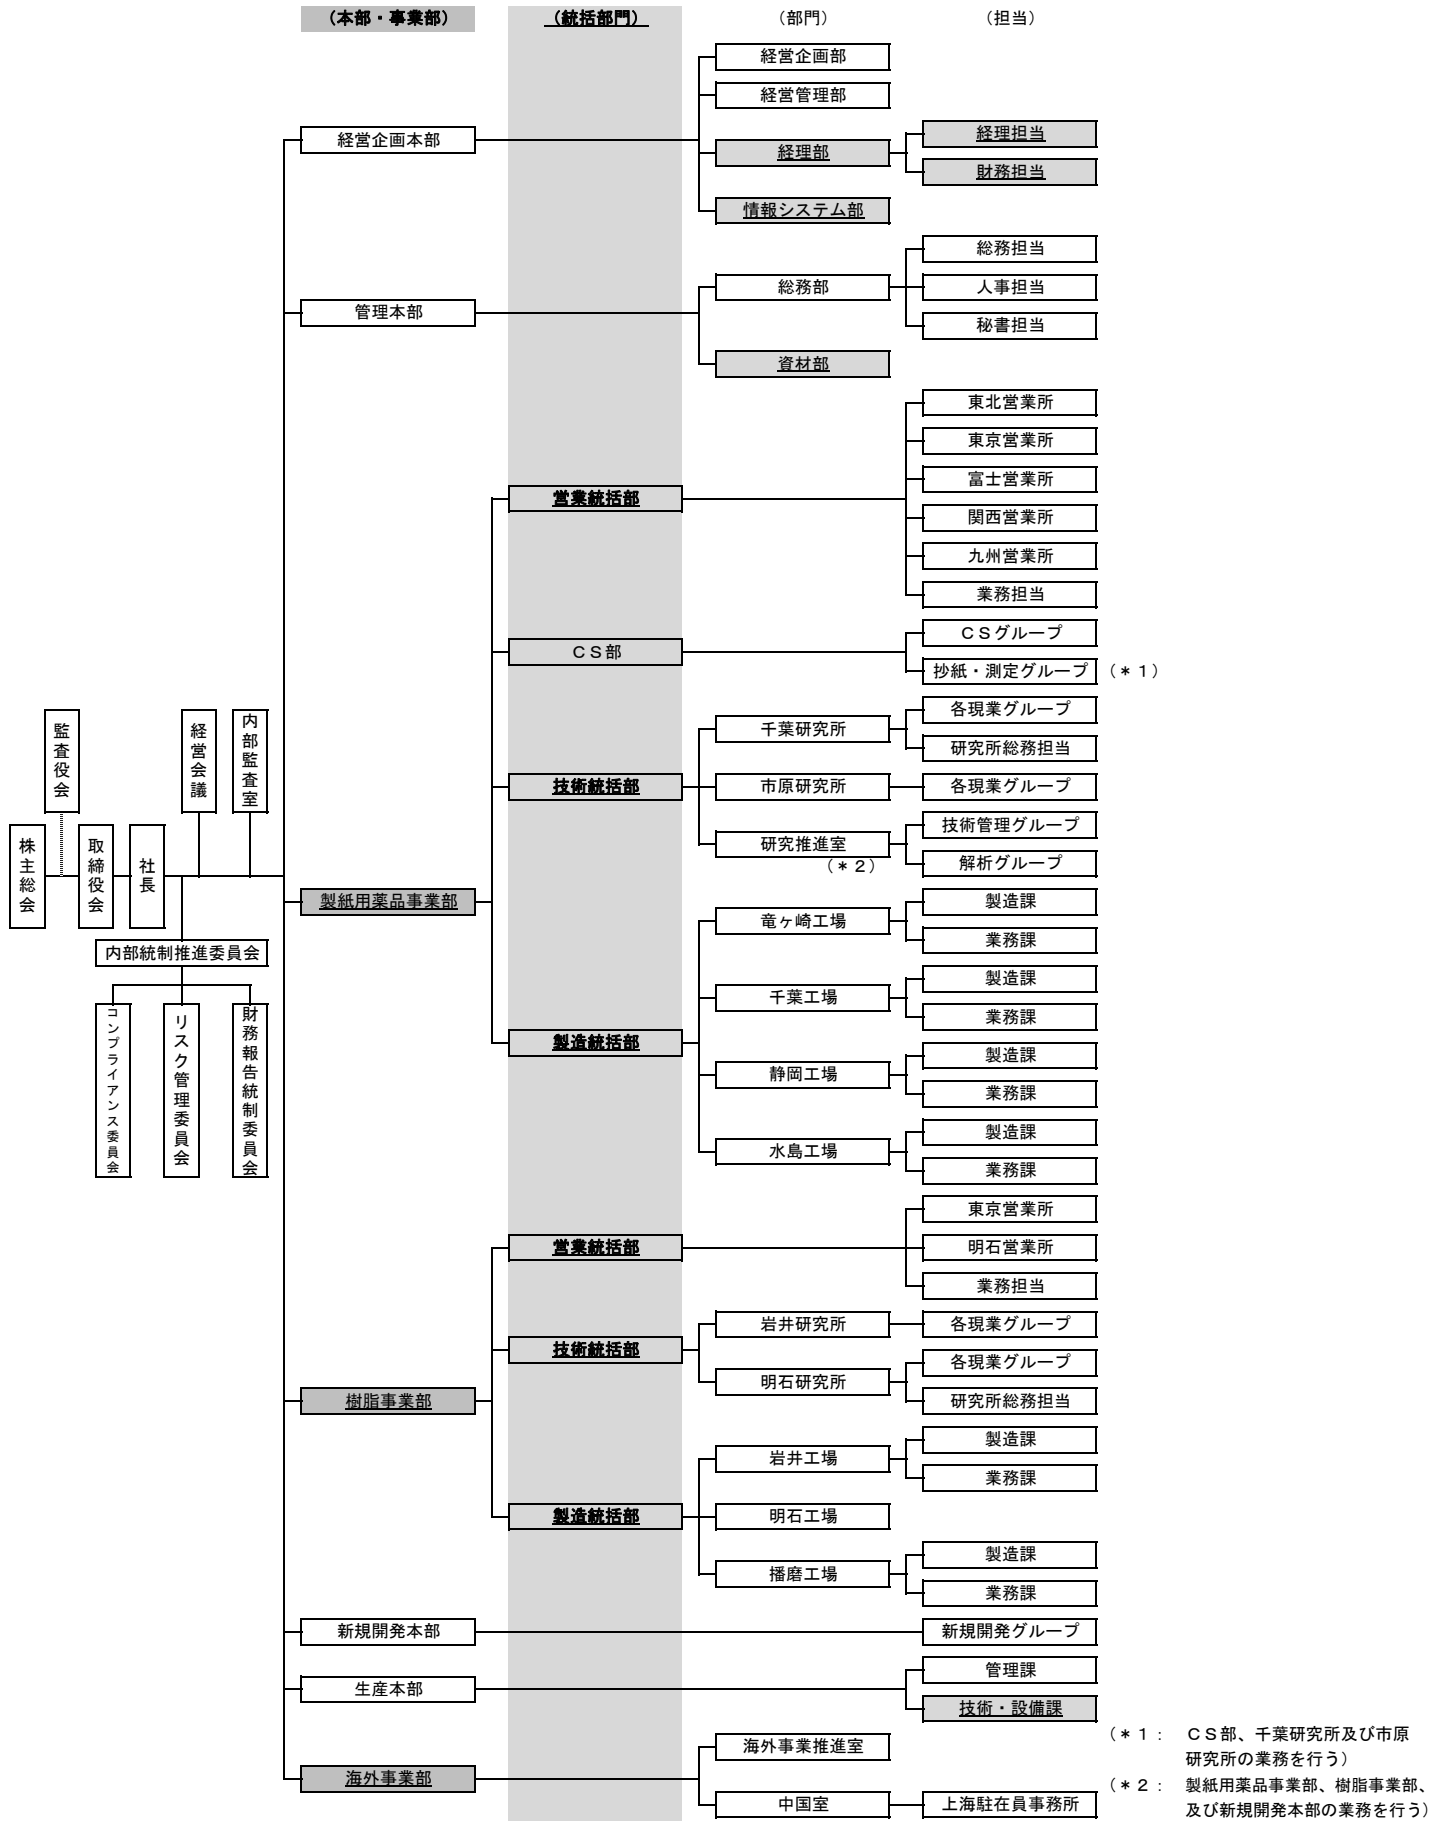 （本部・事業部）
（統括部門）
（部門）
（担当）
経営企画部
経営管理部
経営企画本部
経理担当
経理部
財務担当
情報システム部
総務担当
総務部
人事担当
管理本部
秘書担当
資材部
東北営業所
東京営業所
富士営業所
営業統括部
関西営業所
九州営業所
業務担当
ＣＳグループ
ＣＳ部
抄紙・測定グループ
（＊１）
各現業グループ
千葉研究所
研究所総務担当
技術統括部
市原研究所
各現業グループ
技術管理グループ
研究推進室
（＊２）
解析グループ
監査役会
経営会議
内部監査室
株主総会
取締役会
社長
製紙用薬品事業部
内部統制推進委員会
コンプライアンス委員会
リスク管理委員会
財務報告統制委員会
製造課
竜ヶ崎工場
業務課
製造課
千葉工場
業務課
製造統括部
製造課
静岡工場
業務課
製造課
水島工場
業務課
東京営業所
営業統括部
明石営業所
業務担当
岩井研究所
各現業グループ
技術統括部
各現業グループ
明石研究所
研究所総務担当
樹脂事業部
製造課
岩井工場
業務課
製造統括部
明石工場
製造課
播磨工場
業務課
新規開発本部
新規開発グループ
管理課
生産本部
技術・設備課
海外事業推進室
海外事業部
中国室
上海駐在員事務所
（＊１： ＣＳ部、千葉研究所及び市原
研究所の業務を行う）
（＊２： 製紙用薬品事業部、樹脂事業部、
及び新規開発本部の業務を行う）